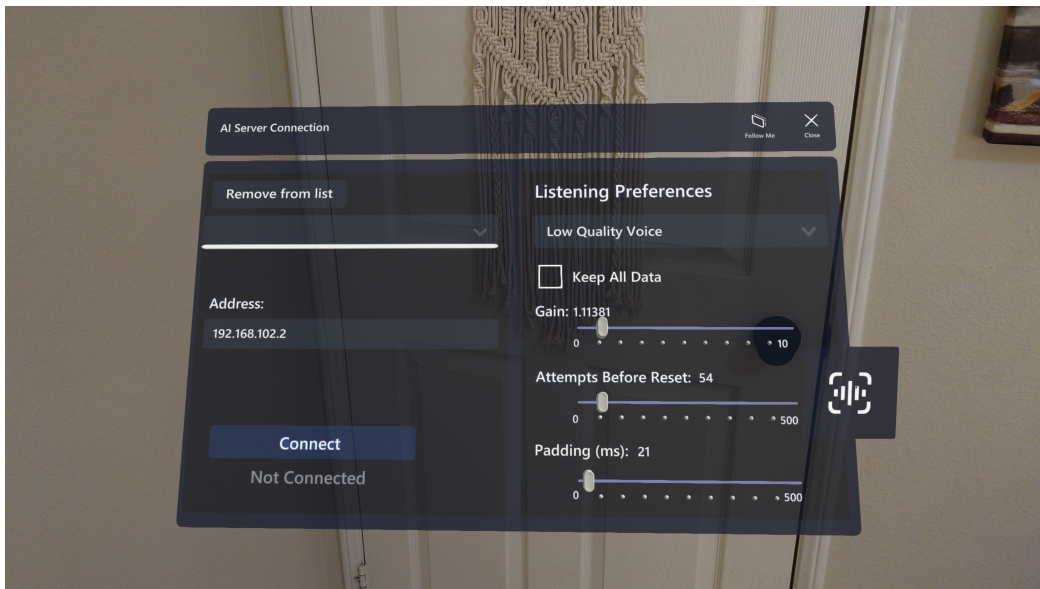 AI Server Connection
Follow Me
Close
Remove from list
Address:
192.168.102.2
Connect
Not Connected
Listening Preferences
Low Quality Voice
Keep All Data
Gain: 1.11381
0 10
Attempts Before Reset: 54
0 500
Padding (ms): 21
0 500